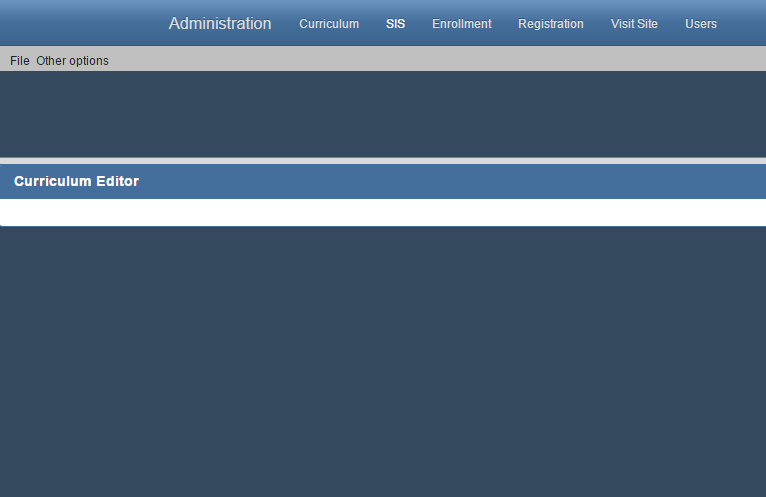 Administration Curriculum SIS Enrollment Registration Visit Site Users
File Other options
Curriculum Editor